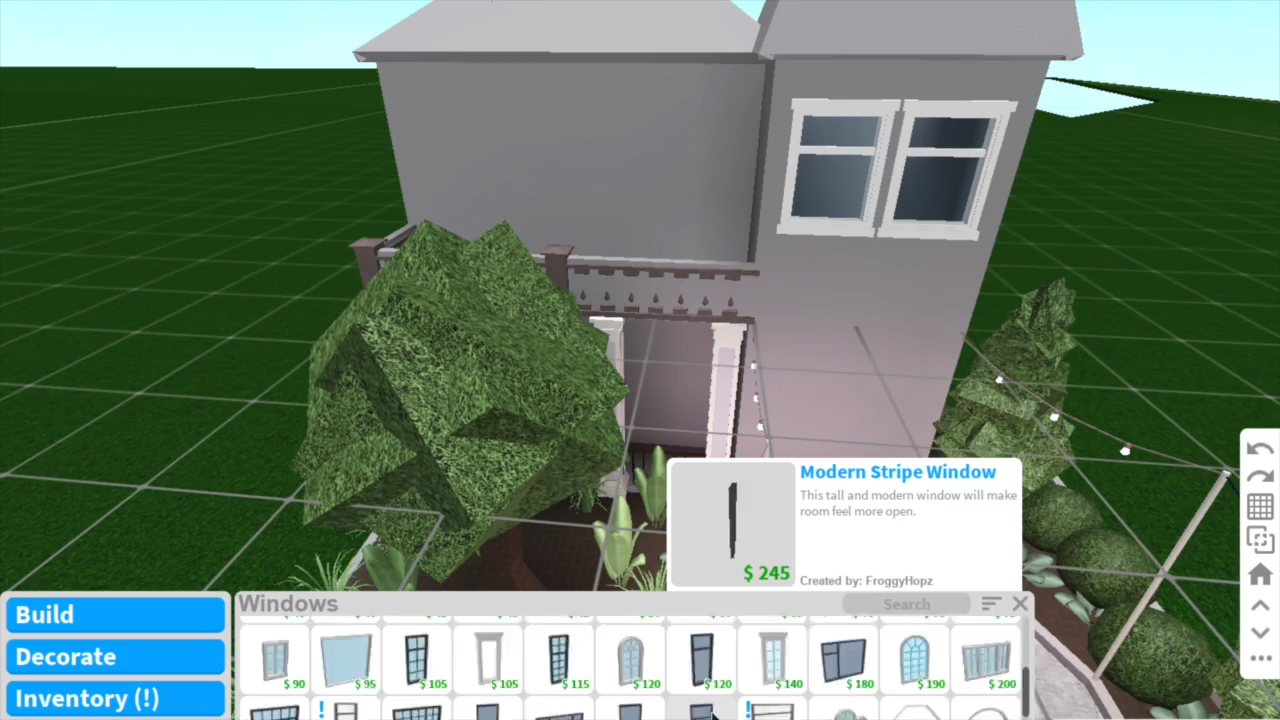 Modern Stripe Window
This tall and modern window will make
room feel more open.
$ 245
Created by: FroggyHopz
Build
Decorate
Inventory (!)
Windows
Search
$ 90
$ 95
$ 105
$ 105
$ 115
$ 120
$ 120
$ 140
$ 180
$ 190
$ 200
!
!